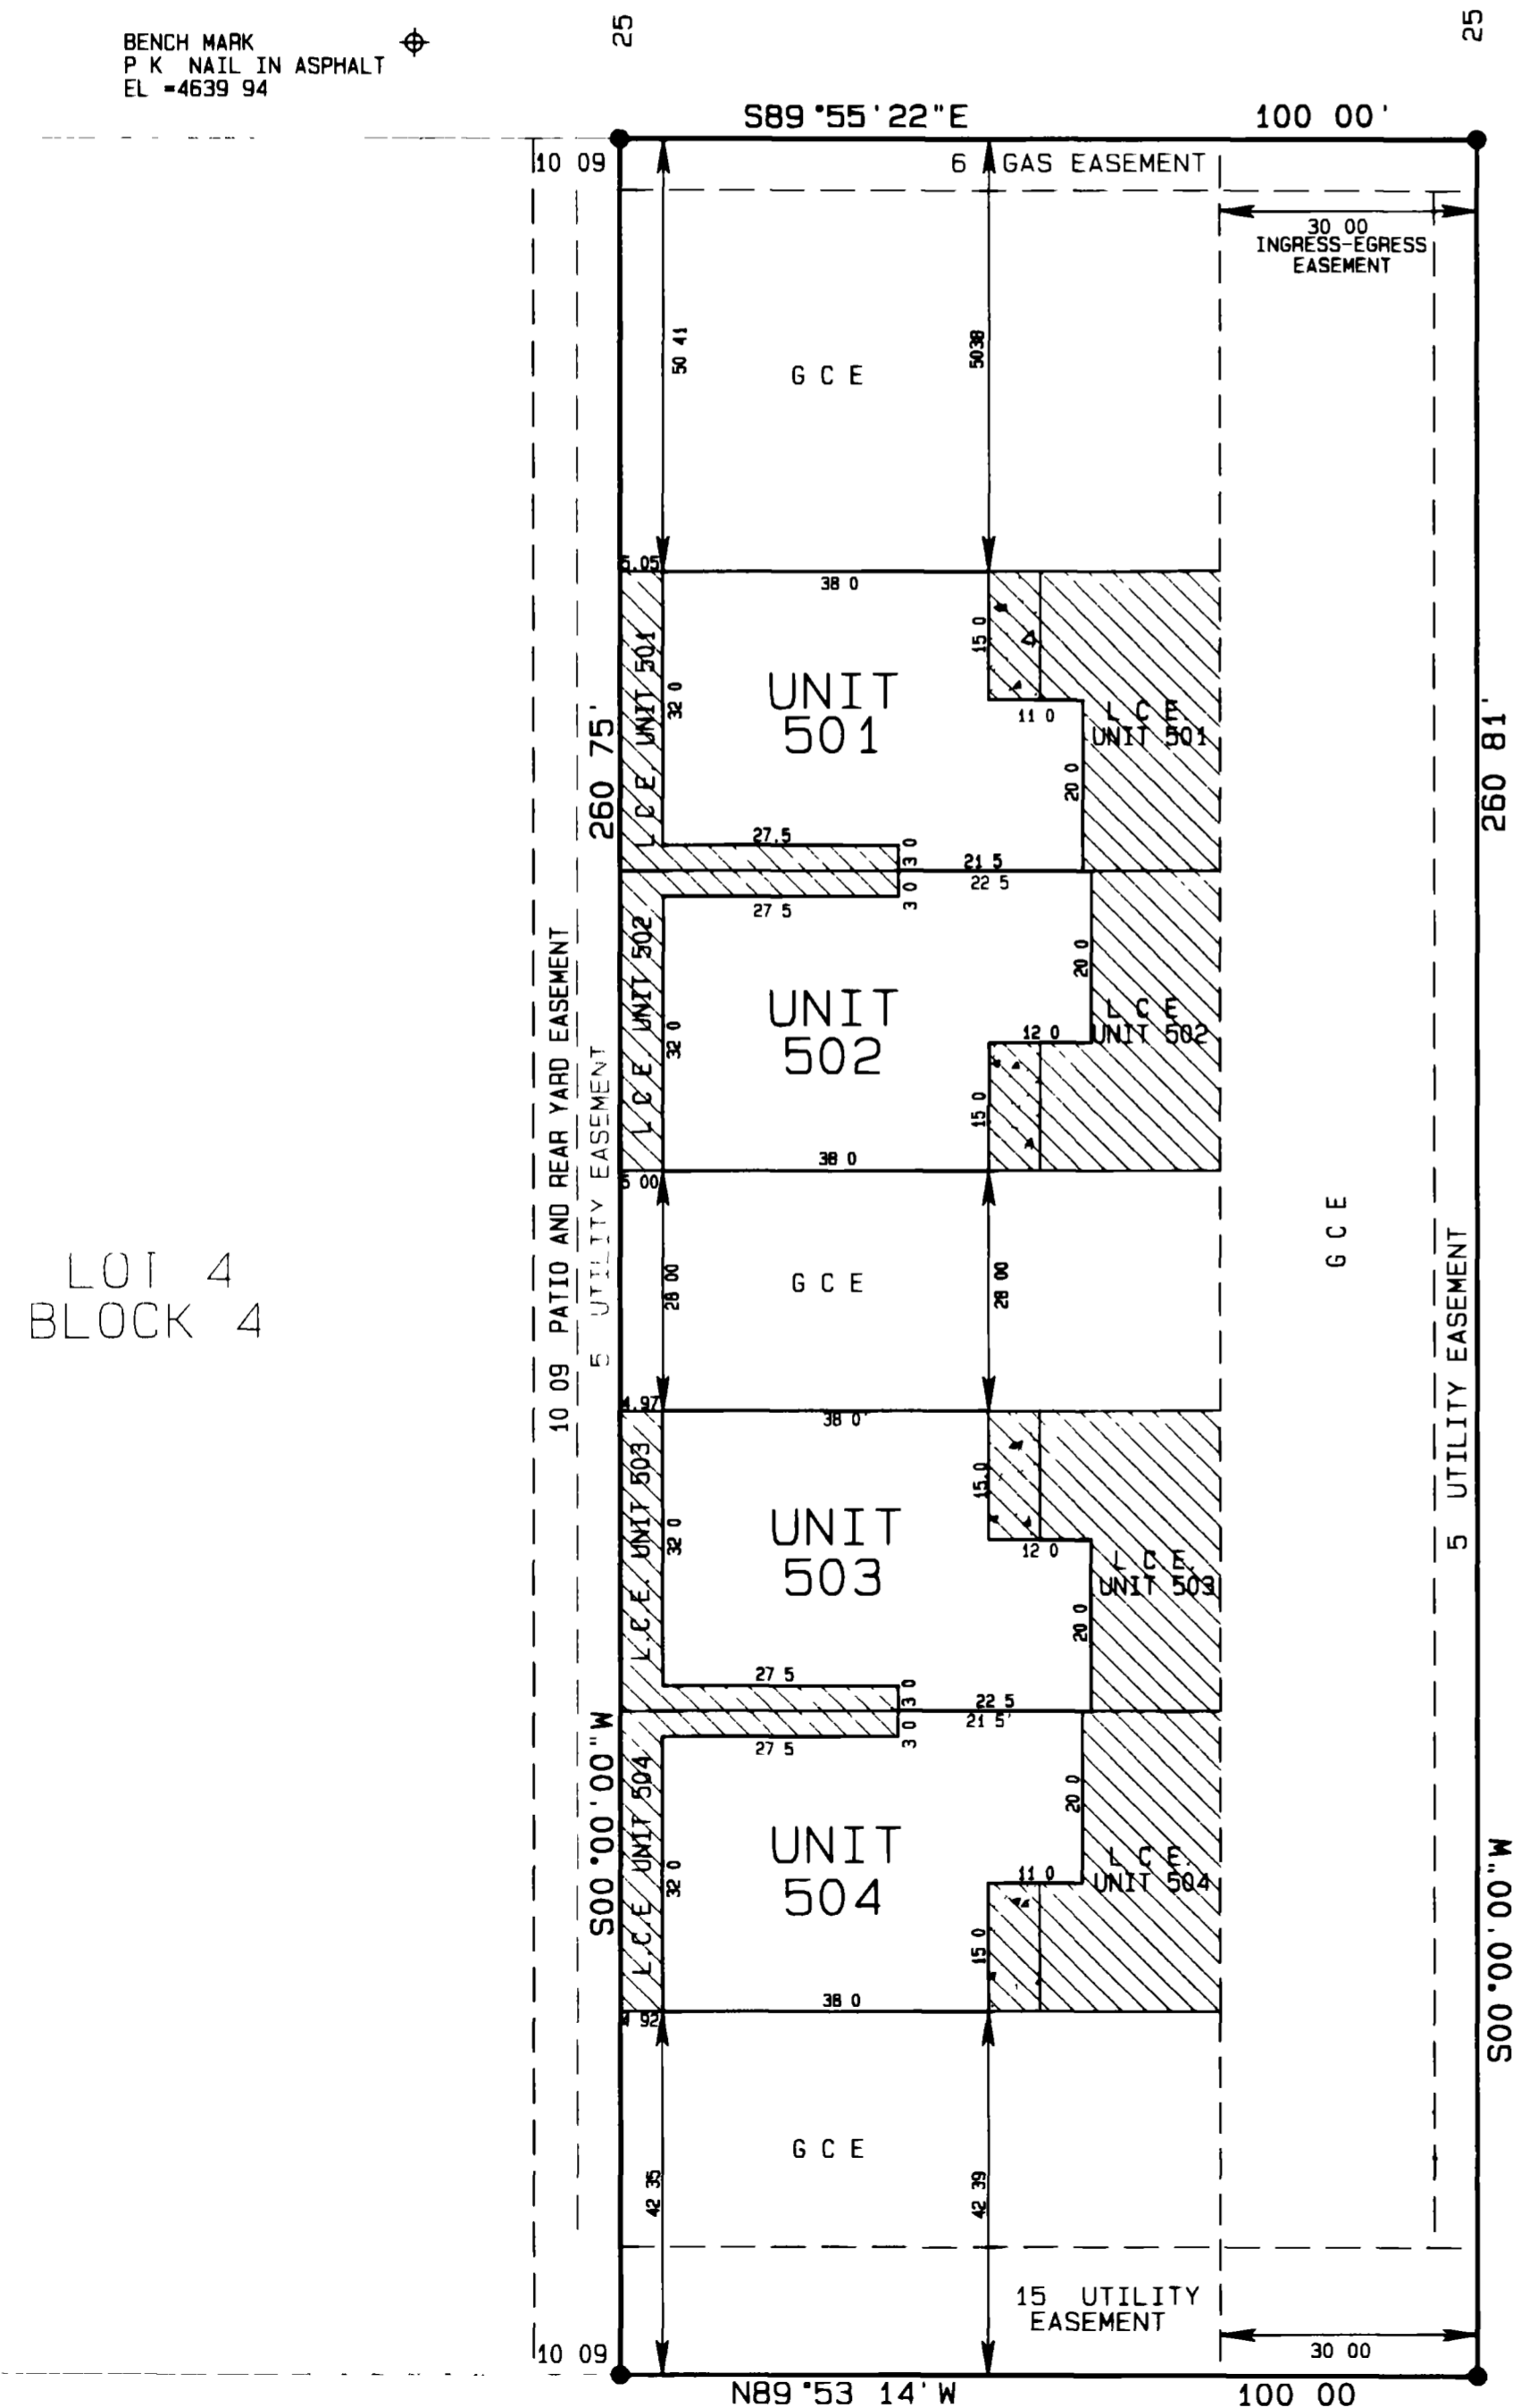 BENCH MARK
P K NAIL IN ASPHALT
EL =4639 94
25
25
S89°55'22"E
100 00'
10 09
6 GAS EASEMENT
30 00
INGRESS-EGRESS
EASEMENT
50 41
5038
G C E
5.05
38 0
15 0
L C E. UNIT 501
32 0
UNIT
501
11 0
L C E.
UNIT 501
20 0
260 75'
260 81'
27.5
3 0
21 5
22 5
3 0
27 5
20 0
L C E UNIT 502
32 0
UNIT
502
12 0
L C E
UNIT 502
15 0
38 0
5 00
10 09 PATIO AND REAR YARD EASEMENT
5 UTILITY EASEMENT
LOT 4
BLOCK 4
28 00
G C E
28 00
G C E
5 UTILITY EASEMENT
4.97
38 0
15.0
L.C.E. UNIT 503
32 0
UNIT
503
12 0
L C E.
UNIT 503
20 0
27 5
3 0
22 5
21 5'
3 0
27 5
20 0
S00°00'00"W
L.C.E UNIT 504
32 0
UNIT
504
11 0
L C E.
UNIT 504
15 0
38 0
4 92
S00°00'00"W
G C E
42 35
42 39
15 UTILITY
EASEMENT
10 09
30 00
N89°53 14'W
100 00